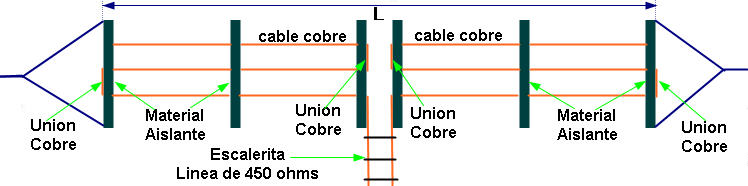 L
cable cobre
cable cobre
Union
Cobre
Material
Aislante
Union
Cobre
Union
Cobre
Material
Aislante
Union
Cobre
Escalerita
Linea de 450 ohms